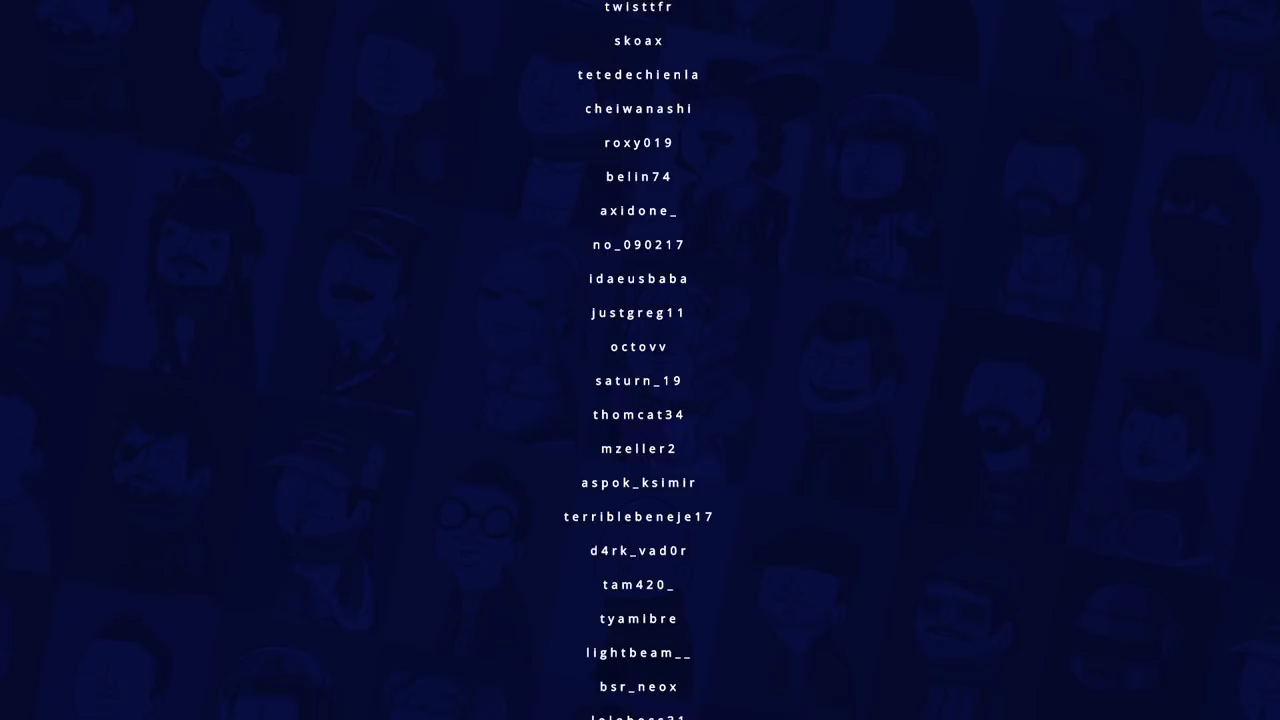 twisttfr
skoax
tetedechienla
cheiwanashi
roxy019
belin74
axidone_
no_090217
idaeusbaba
justgreg11
octovv
saturn_19
thomcat34
mzeller2
aspok_ksimir
terriblebeneje17
d4rk_vad0r
tam420_
tyamibre
lightbeam__
bsr_neox